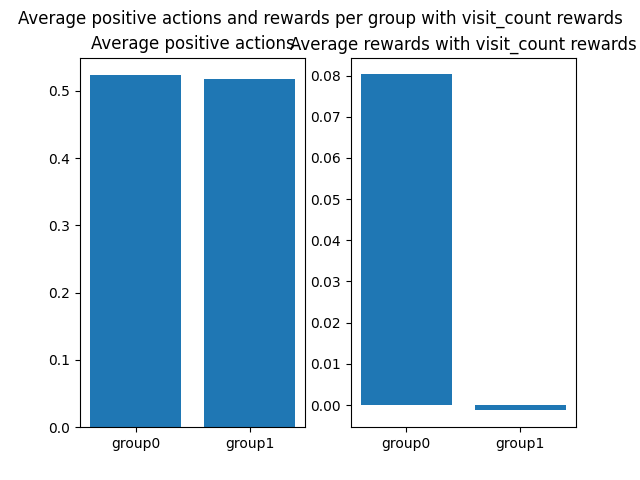 Average positive actions and rewards per group with visit_count rewards
Average positive actions
Average rewards with visit_count rewards
0.5
0.4
0.3
0.2
0.1
0.0
group0
group1
0.08
0.07
0.06
0.05
0.04
0.03
0.02
0.01
0.00
group0
group1